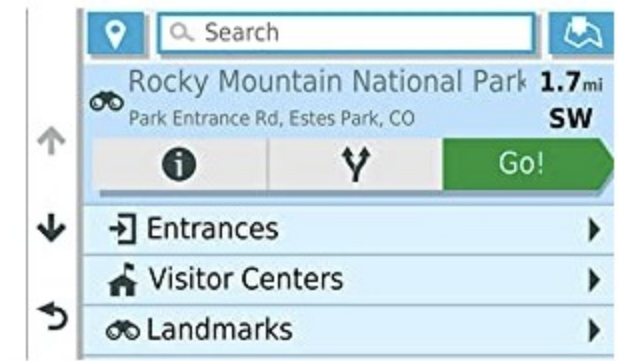 Search
Rocky Mountain National Park 1.7mi
Park Entrance Rd, Estes Park, CO SW
Go!
Entrances
Visitor Centers
Landmarks